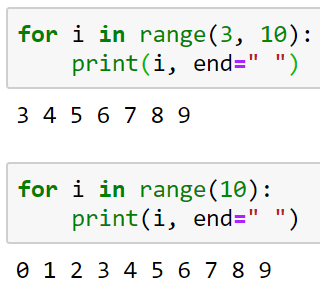 for i in range(3, 10):
    print(i, end=" ")
3 4 5 6 7 8 9
for i in range(10):
    print(i, end=" ")
0 1 2 3 4 5 6 7 8 9